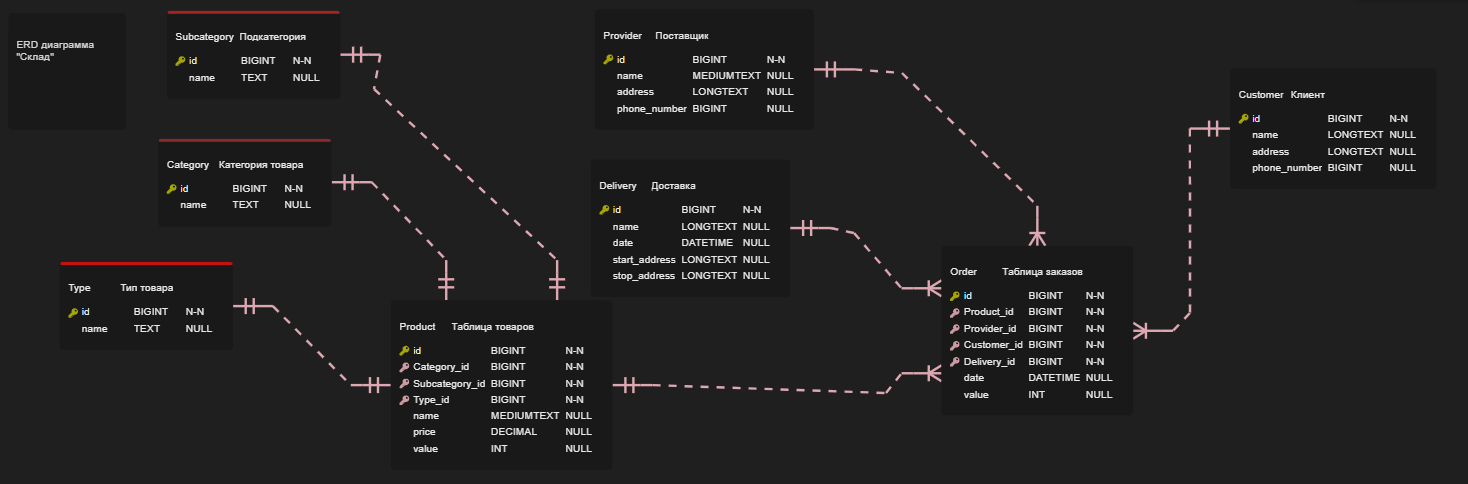 ERD диаграмма
"Склад"
Subcategory Подкатегория
id BIGINT N-N
name TEXT NULL
Category Категория товара
id BIGINT N-N
name TEXT NULL
Type Тип товара
id BIGINT N-N
name TEXT NULL
Product Таблица товаров
id BIGINT N-N
Category_id BIGINT N-N
Subcategory_id BIGINT N-N
Type_id BIGINT N-N
name MEDIUMTEXT NULL
price DECIMAL NULL
value INT NULL
Provider Поставщик
id BIGINT N-N
name MEDIUMTEXT NULL
address LONGTEXT NULL
phone_number BIGINT NULL
Delivery Доставка
id BIGINT N-N
name LONGTEXT NULL
date DATETIME NULL
start_address LONGTEXT NULL
stop_address LONGTEXT NULL
Order Таблица заказов
id BIGINT N-N
Product_id BIGINT N-N
Provider_id BIGINT N-N
Customer_id BIGINT N-N
Delivery_id BIGINT N-N
date DATETIME NULL
value INT NULL
Customer Клиент
id BIGINT N-N
name LONGTEXT NULL
address LONGTEXT NULL
phone_number BIGINT NULL